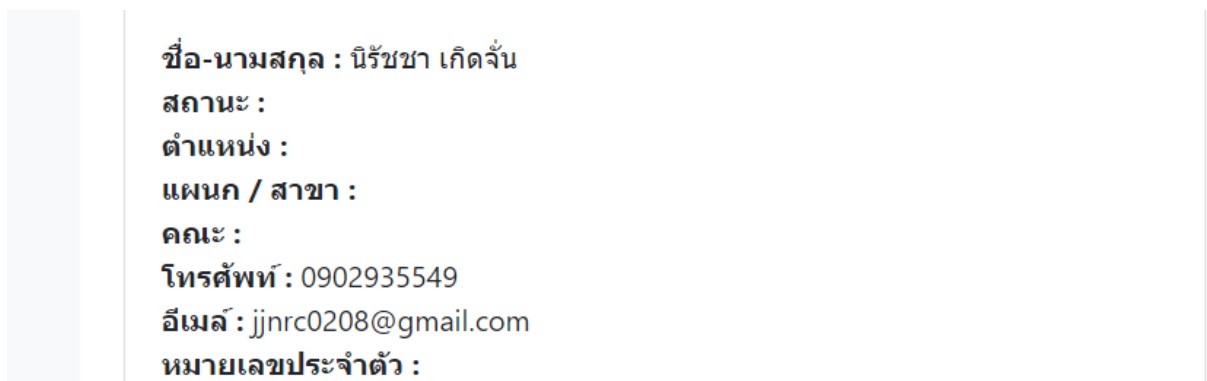 ชื่อ-นามสกุล : นิรัชชา เกิดจั่น
สถานะ :
ตำแหน่ง :
แผนก / สาขา :
คณะ :
โทรศัพท์ : 0902935549
อีเมล์ : jjnrc0208@gmail.com
หมายเลขประจำตัว :